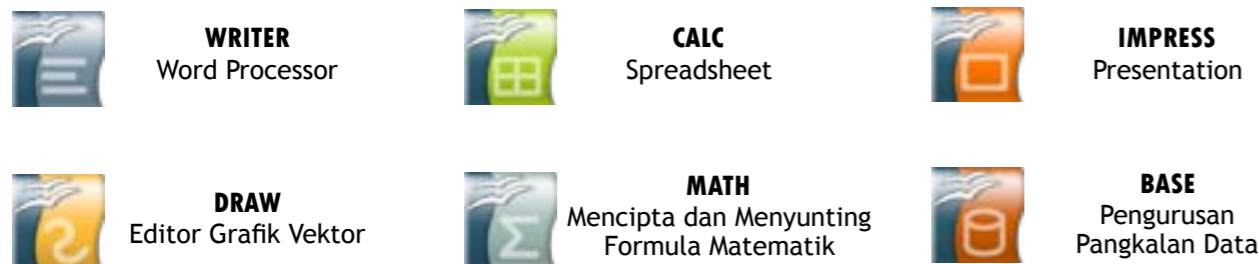 WRITER
Word Processor
CALC
Spreadsheet
IMPRESS
Presentation
DRAW
Editor Grafik Vektor
MATH
Mencipta dan Menyunting
Formula Matematik
BASE
Pengurusan
Pangkalan Data